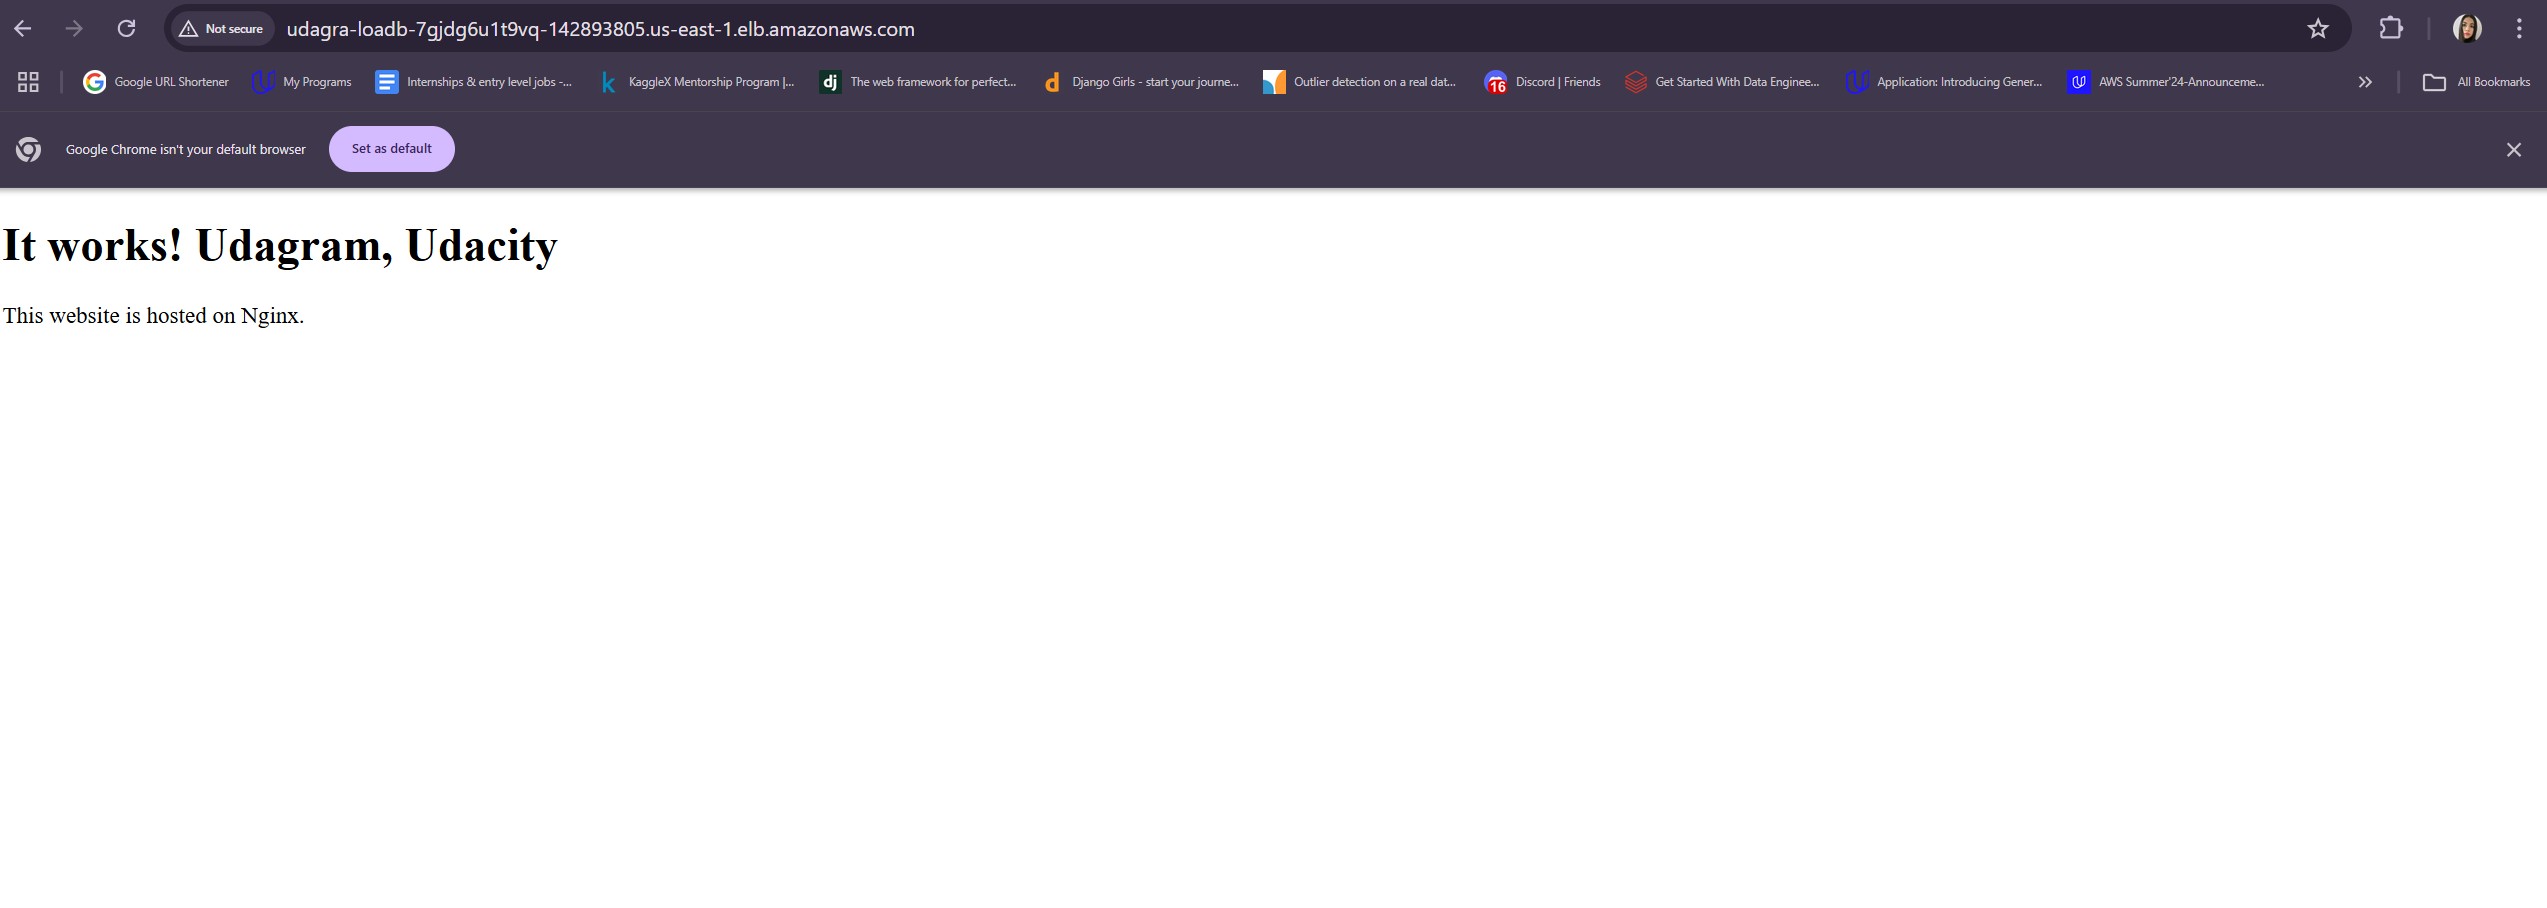 Not secure udagra-loadb-7gjdg6u1t9vq-142893805.us-east-1.elb.amazonaws.com
Google URL Shortener My Programs Internships & entry level jobs -... k KaggleX Mentorship Program |... dj The web framework for perfect... d Django Girls - start your journe... Outlier detection on a real dat... 16 Discord | Friends Get Started With Data Enginee... Application: Introducing Gener... AWS Summer'24-Announceme... All Bookmarks
Google Chrome isn't your default browser Set as default
It works! Udagram, Udacity
This website is hosted on Nginx.